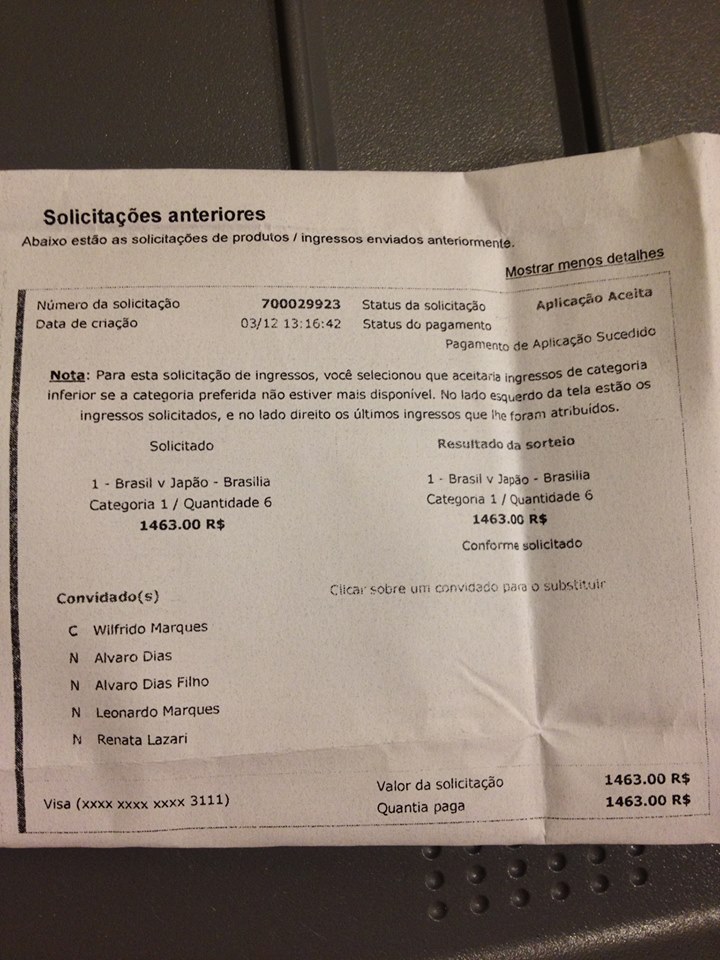 Solicitações anteriores
Abaixo estão as solicitações de produtos / ingressos enviados anteriormente.
Mostrar menos detalhes
Número da solicitação 700029923 Status da solicitação Aplicação Aceita
Data de criação 03/12 13:16:42 Status do pagamento
Pagamento de Aplicação Sucedido
Nota: Para esta solicitação de ingressos, você selecionou que aceitaria ingressos de categoria
inferior se a categoria preferida não estiver mais disponível. No lado esquerdo da tela estão os
ingressos solicitados, e no lado direito os últimos ingressos que lhe foram atribuídos.
Solicitado Resultado da sorteio
1 - Brasil v Japão - Brasilia 1 - Brasil v Japão - Brasilia
Categoria 1 / Quantidade 6 Categoria 1 / Quantidade 6
1463.00 R$ 1463.00 R$
Conforme solicitado
Convidado(s) Clicar sobre um convidado para o substituir
C Wilfrido Marques
N Alvaro Dias
N Alvaro Dias Filho
N Leonardo Marques
N Renata Lazari
Valor da solicitação 1463.00 R$
Visa (xxxx xxxx xxxx 3111) Quantia paga 1463.00 R$